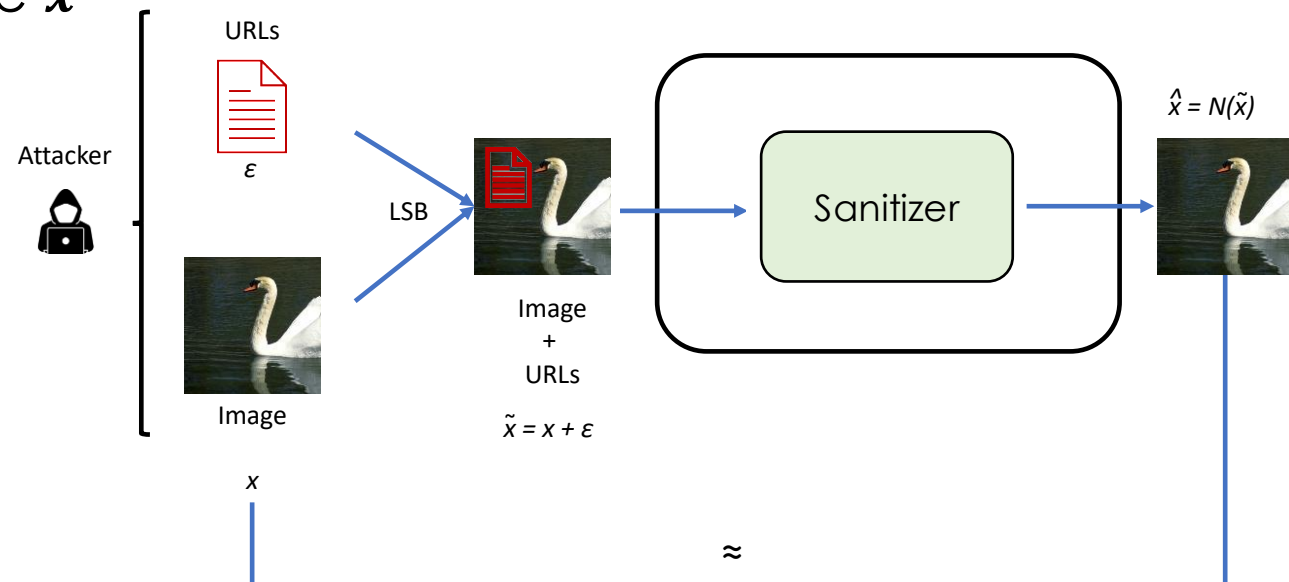 URLs
ε
Attacker
LSB
Image
x
Image
+
URLs
x̃ = x + ε
Sanitizer
x̂ = N(x̃)
≈